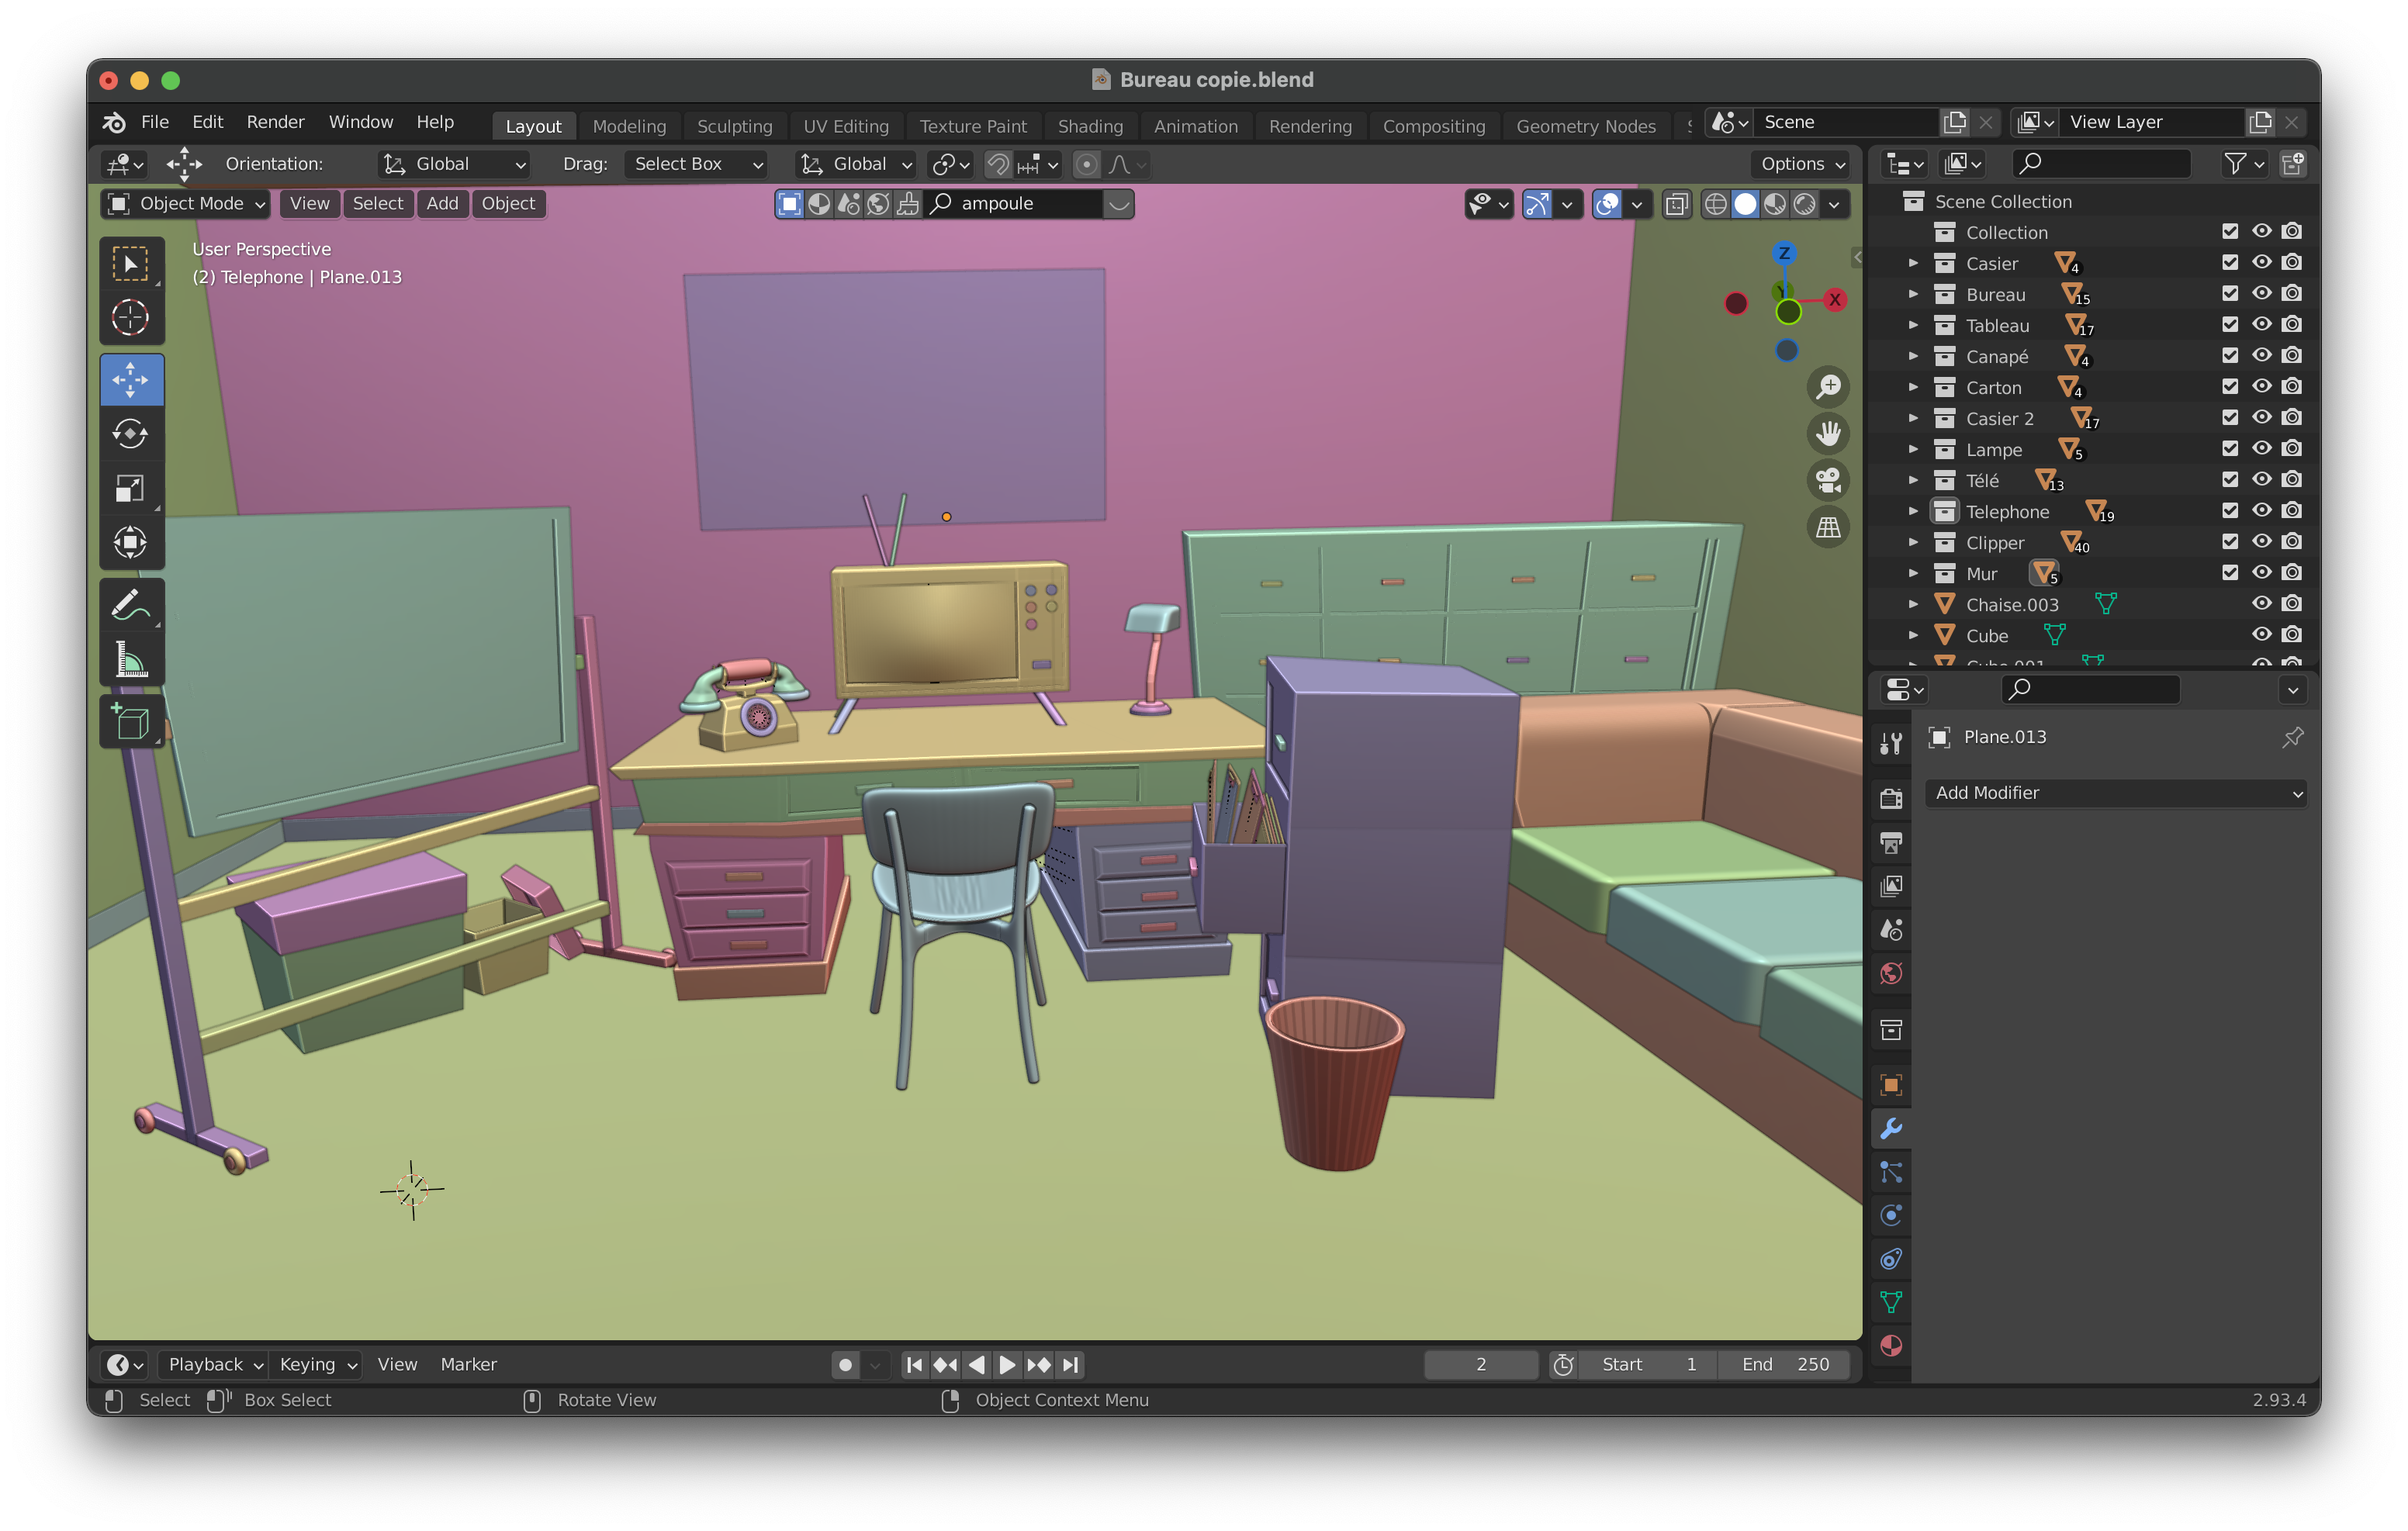 Bureau copie.blend
File Edit Render Window Help Layout Modeling Sculpting UV Editing Texture Paint Shading Animation Rendering Compositing Geometry Nodes Scene View Layer
Orientation: Global Drag: Select Box Global Options
Object Mode View Select Add Object ampoule
User Perspective
(2) Telephone | Plane.013
Z
Y
X
Scene Collection
Collection
Casier 4
Bureau 15
Tableau 17
Canapé 4
Carton 4
Casier 2 17
Lampe 5
Télé 13
Telephone 19
Clipper 40
Mur 5
Chaise.003
Cube
Cube.001
Plane.013
Add Modifier
Playback Keying View Marker 2 Start 1 End 250
Select Box Select Rotate View Object Context Menu 2.93.4